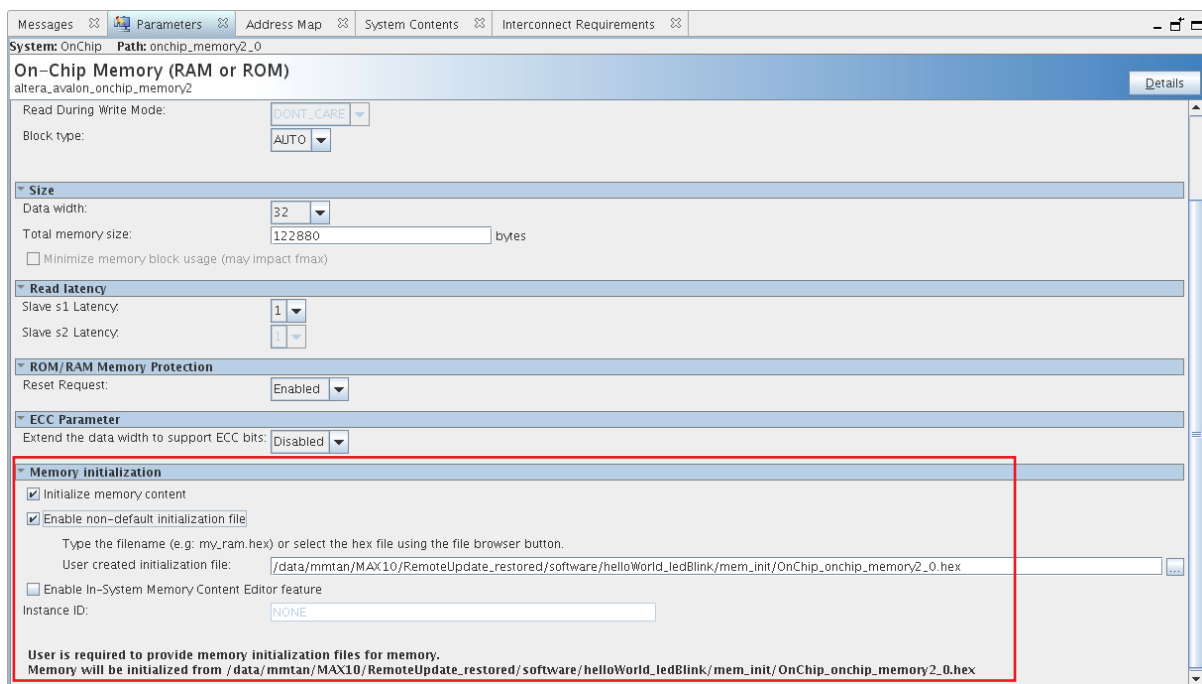 Messages Parameters Address Map System Contents Interconnect Requirements
System: OnChip Path: onchip_memory2_0
On-Chip Memory (RAM or ROM)
altera_avalon_onchip_memory2
Details
Read During Write Mode: DONT_CARE
Block type: AUTO
Size
Data width: 32
Total memory size: 122880 bytes
Minimize memory block usage (may impact fmax)
Read latency
Slave s1 Latency: 1
Slave s2 Latency: 1
ROM/RAM Memory Protection
Reset Request: Enabled
ECC Parameter
Extend the data width to support ECC bits: Disabled
Memory initialization
Initialize memory content
Enable non-default initialization file
Type the filename (e.g: my_ram.hex) or select the hex file using the file browser button.
User created initialization file: /data/mmtan/MAX10/RemoteUpdate_restored/software/helloWorld_ledBlink/mem_init/OnChip_onchip_memory2_0.hex ...
Enable In-System Memory Content Editor feature
Instance ID: NONE
User is required to provide memory initialization files for memory.
Memory will be initialized from /data/mmtan/MAX10/RemoteUpdate_restored/software/helloWorld_ledBlink/mem_init/OnChip_onchip_memory2_0.hex